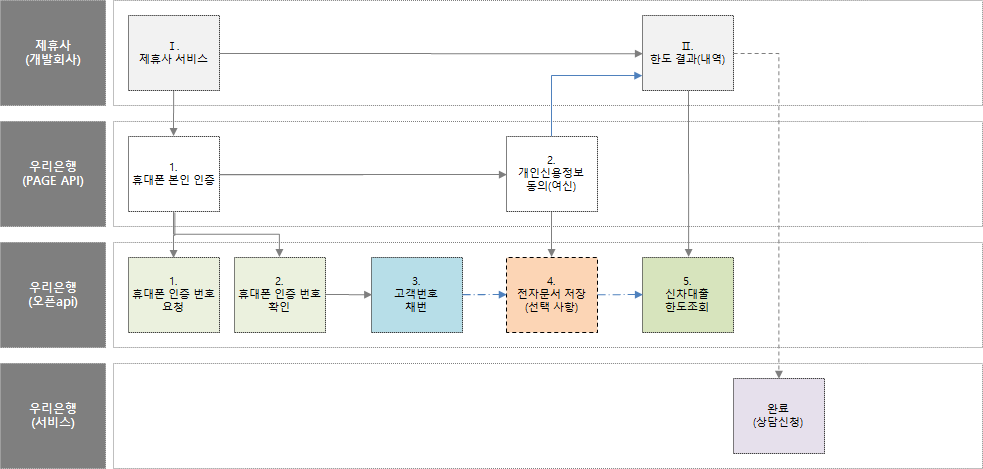 제휴사
(개발회사)
Ⅰ.
제휴사 서비스
Ⅱ.
한도 결과(내역)
우리은행
(PAGE API)
1.
휴대폰 본인 인증
2.
개인신용정보
동의(여신)
우리은행
(오픈api)
1.
휴대폰 인증 번호
요청
2.
휴대폰 인증 번호
확인
3.
고객번호
채번
4.
전자문서 저장
(선택 사항)
5.
신차대출
한도조회
우리은행
(서비스)
완료
(상담신청)